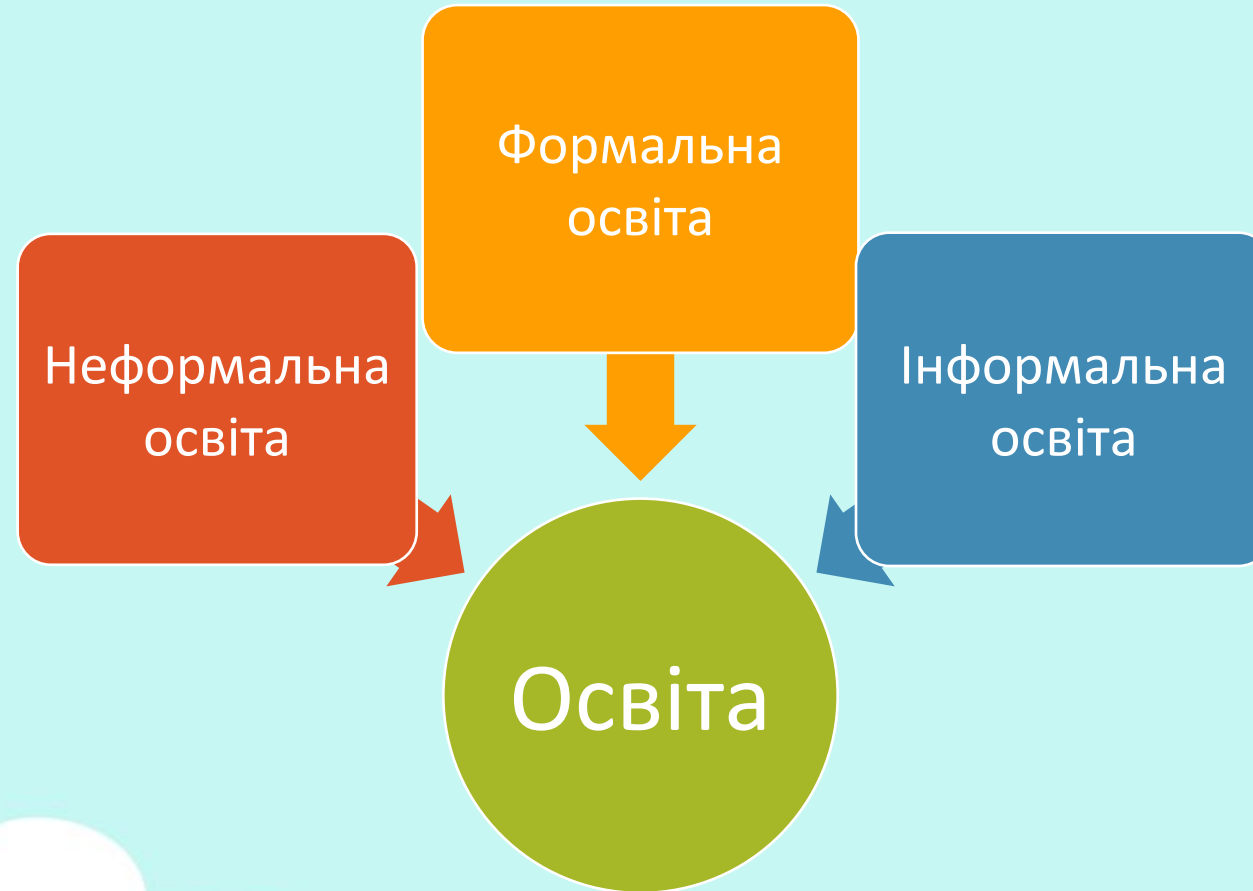 Формальна
освіта
Неформальна
освіта
Інформальна
освіта
Освіта